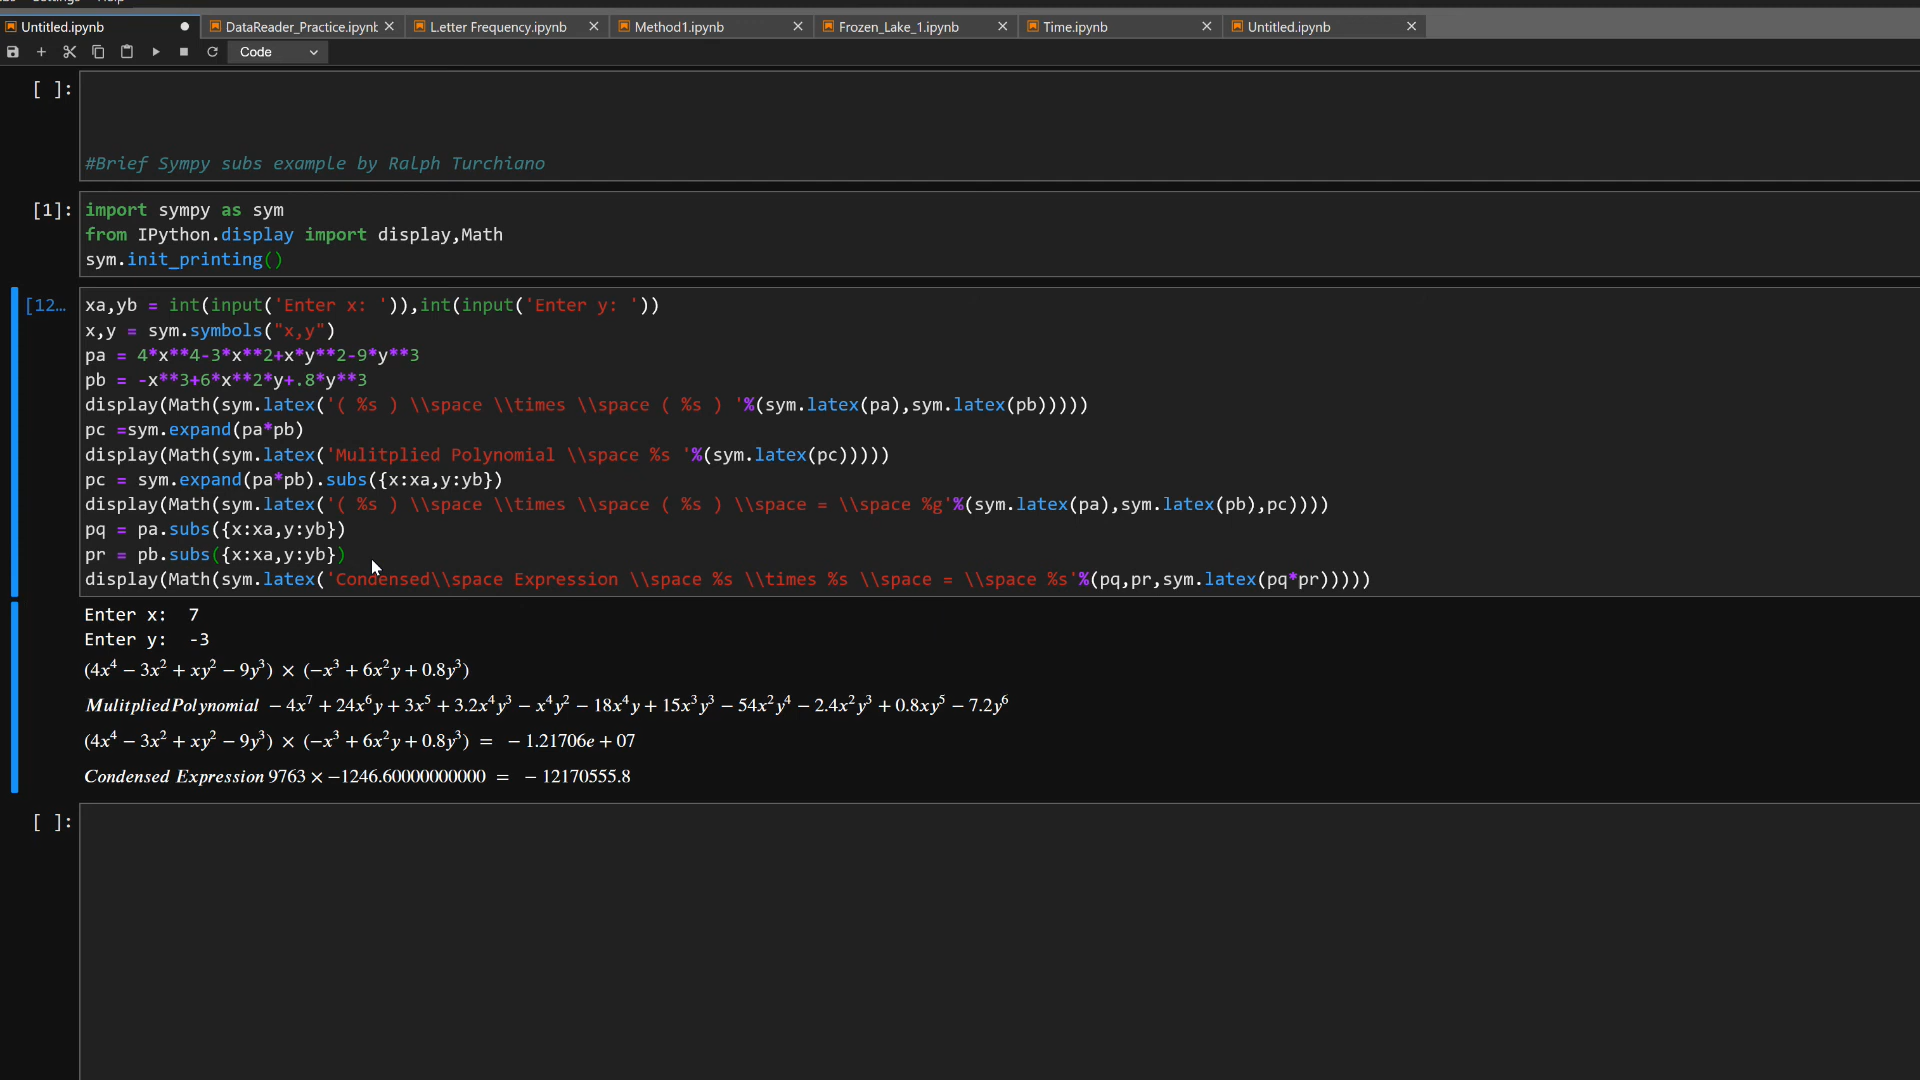 Settings Help
Untitled.ipynb DataReader_Practice.ipynb Letter Frequency.ipynb Method1.ipynb Frozen_Lake_1.ipynb Time.ipynb Untitled.ipynb
Code
[ ]:
#Brief Sympy subs example by Ralph Turchiano
[1]: import sympy as sym
from IPython.display import display,Math
sym.init_printing()
[12… xa,yb = int(input('Enter x: ')),int(input('Enter y: '))
x,y = sym.symbols("x,y")
pa = 4*x**4-3*x**2+x*y**2-9*y**3
pb = -x**3+6*x**2*y+.8*y**3
display(Math(sym.latex('( %s ) \\space \\times \\space ( %s ) '%(sym.latex(pa),sym.latex(pb)))))
pc =sym.expand(pa*pb)
display(Math(sym.latex('Mulitplied Polynomial \\space %s '%(sym.latex(pc)))))
pc = sym.expand(pa*pb).subs({x:xa,y:yb})
display(Math(sym.latex('( %s ) \\space \\times \\space ( %s ) \\space = \\space %g'%(sym.latex(pa),sym.latex(pb),pc))))
pq = pa.subs({x:xa,y:yb})
pr = pb.subs({x:xa,y:yb})
display(Math(sym.latex('Condensed\\space Expression \\space %s \\times %s \\space = \\space %s'%(pq,pr,sym.latex(pq*pr)))))
Enter x: 7
Enter y: -3
(4x⁴ − 3x² + xy² − 9y³) × (−x³ + 6x²y + 0.8y³)
MulitpliedPolynomial − 4x⁷ + 24x⁶y + 3x⁵ + 3.2x⁴y³ − x⁴y² − 18x⁴y + 15x³y³ − 54x²y⁴ − 2.4x²y³ + 0.8xy⁵ − 7.2y⁶
(4x⁴ − 3x² + xy² − 9y³) × (−x³ + 6x²y + 0.8y³) = − 1.21706e + 07
Condensed Expression 9763 × −1246.60000000000 = − 12170555.8
[ ]: